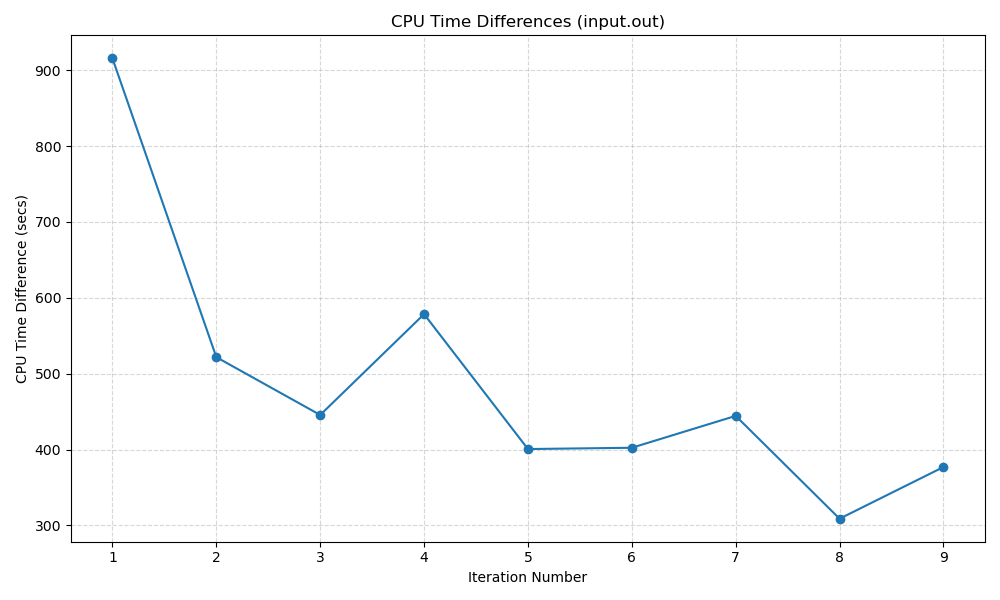 CPU Time Differences (input.out)
CPU Time Difference (secs)
900
800
700
600
500
400
300
1 2 3 4 5 6 7 8 9
Iteration Number